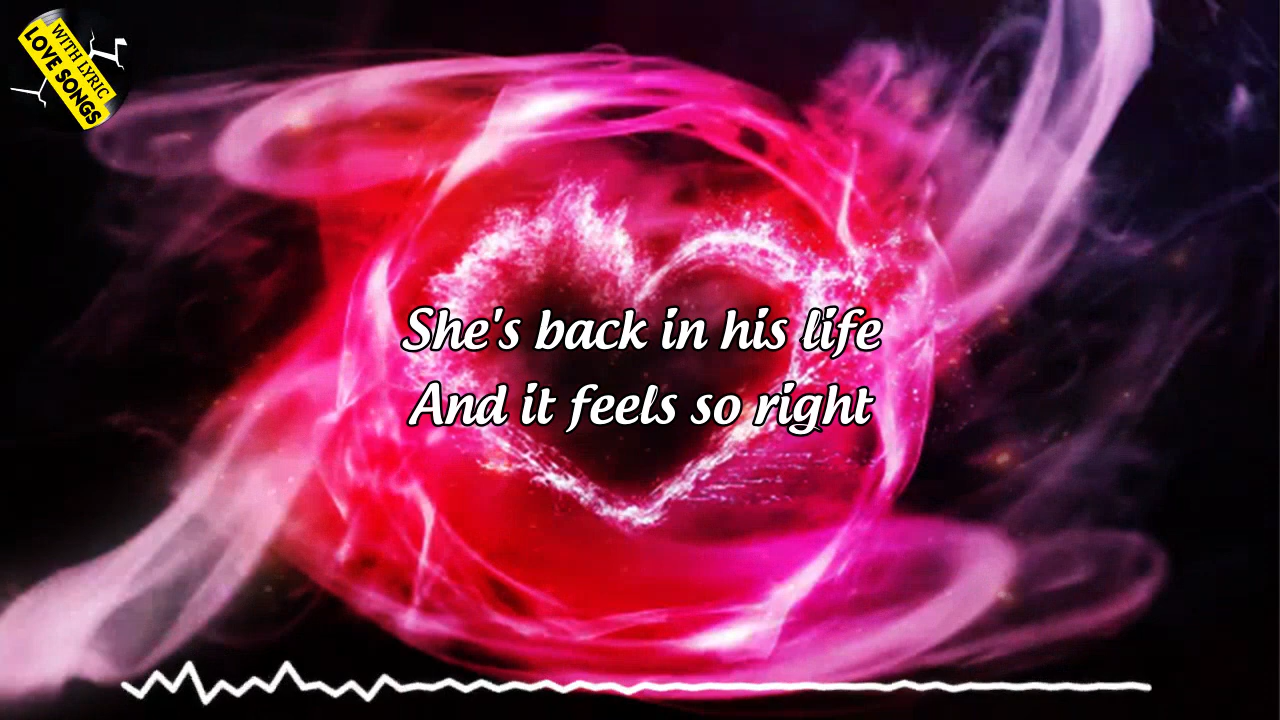 WITH LYRIC
LOVE SONGS
She's back in his life
And it feels so right